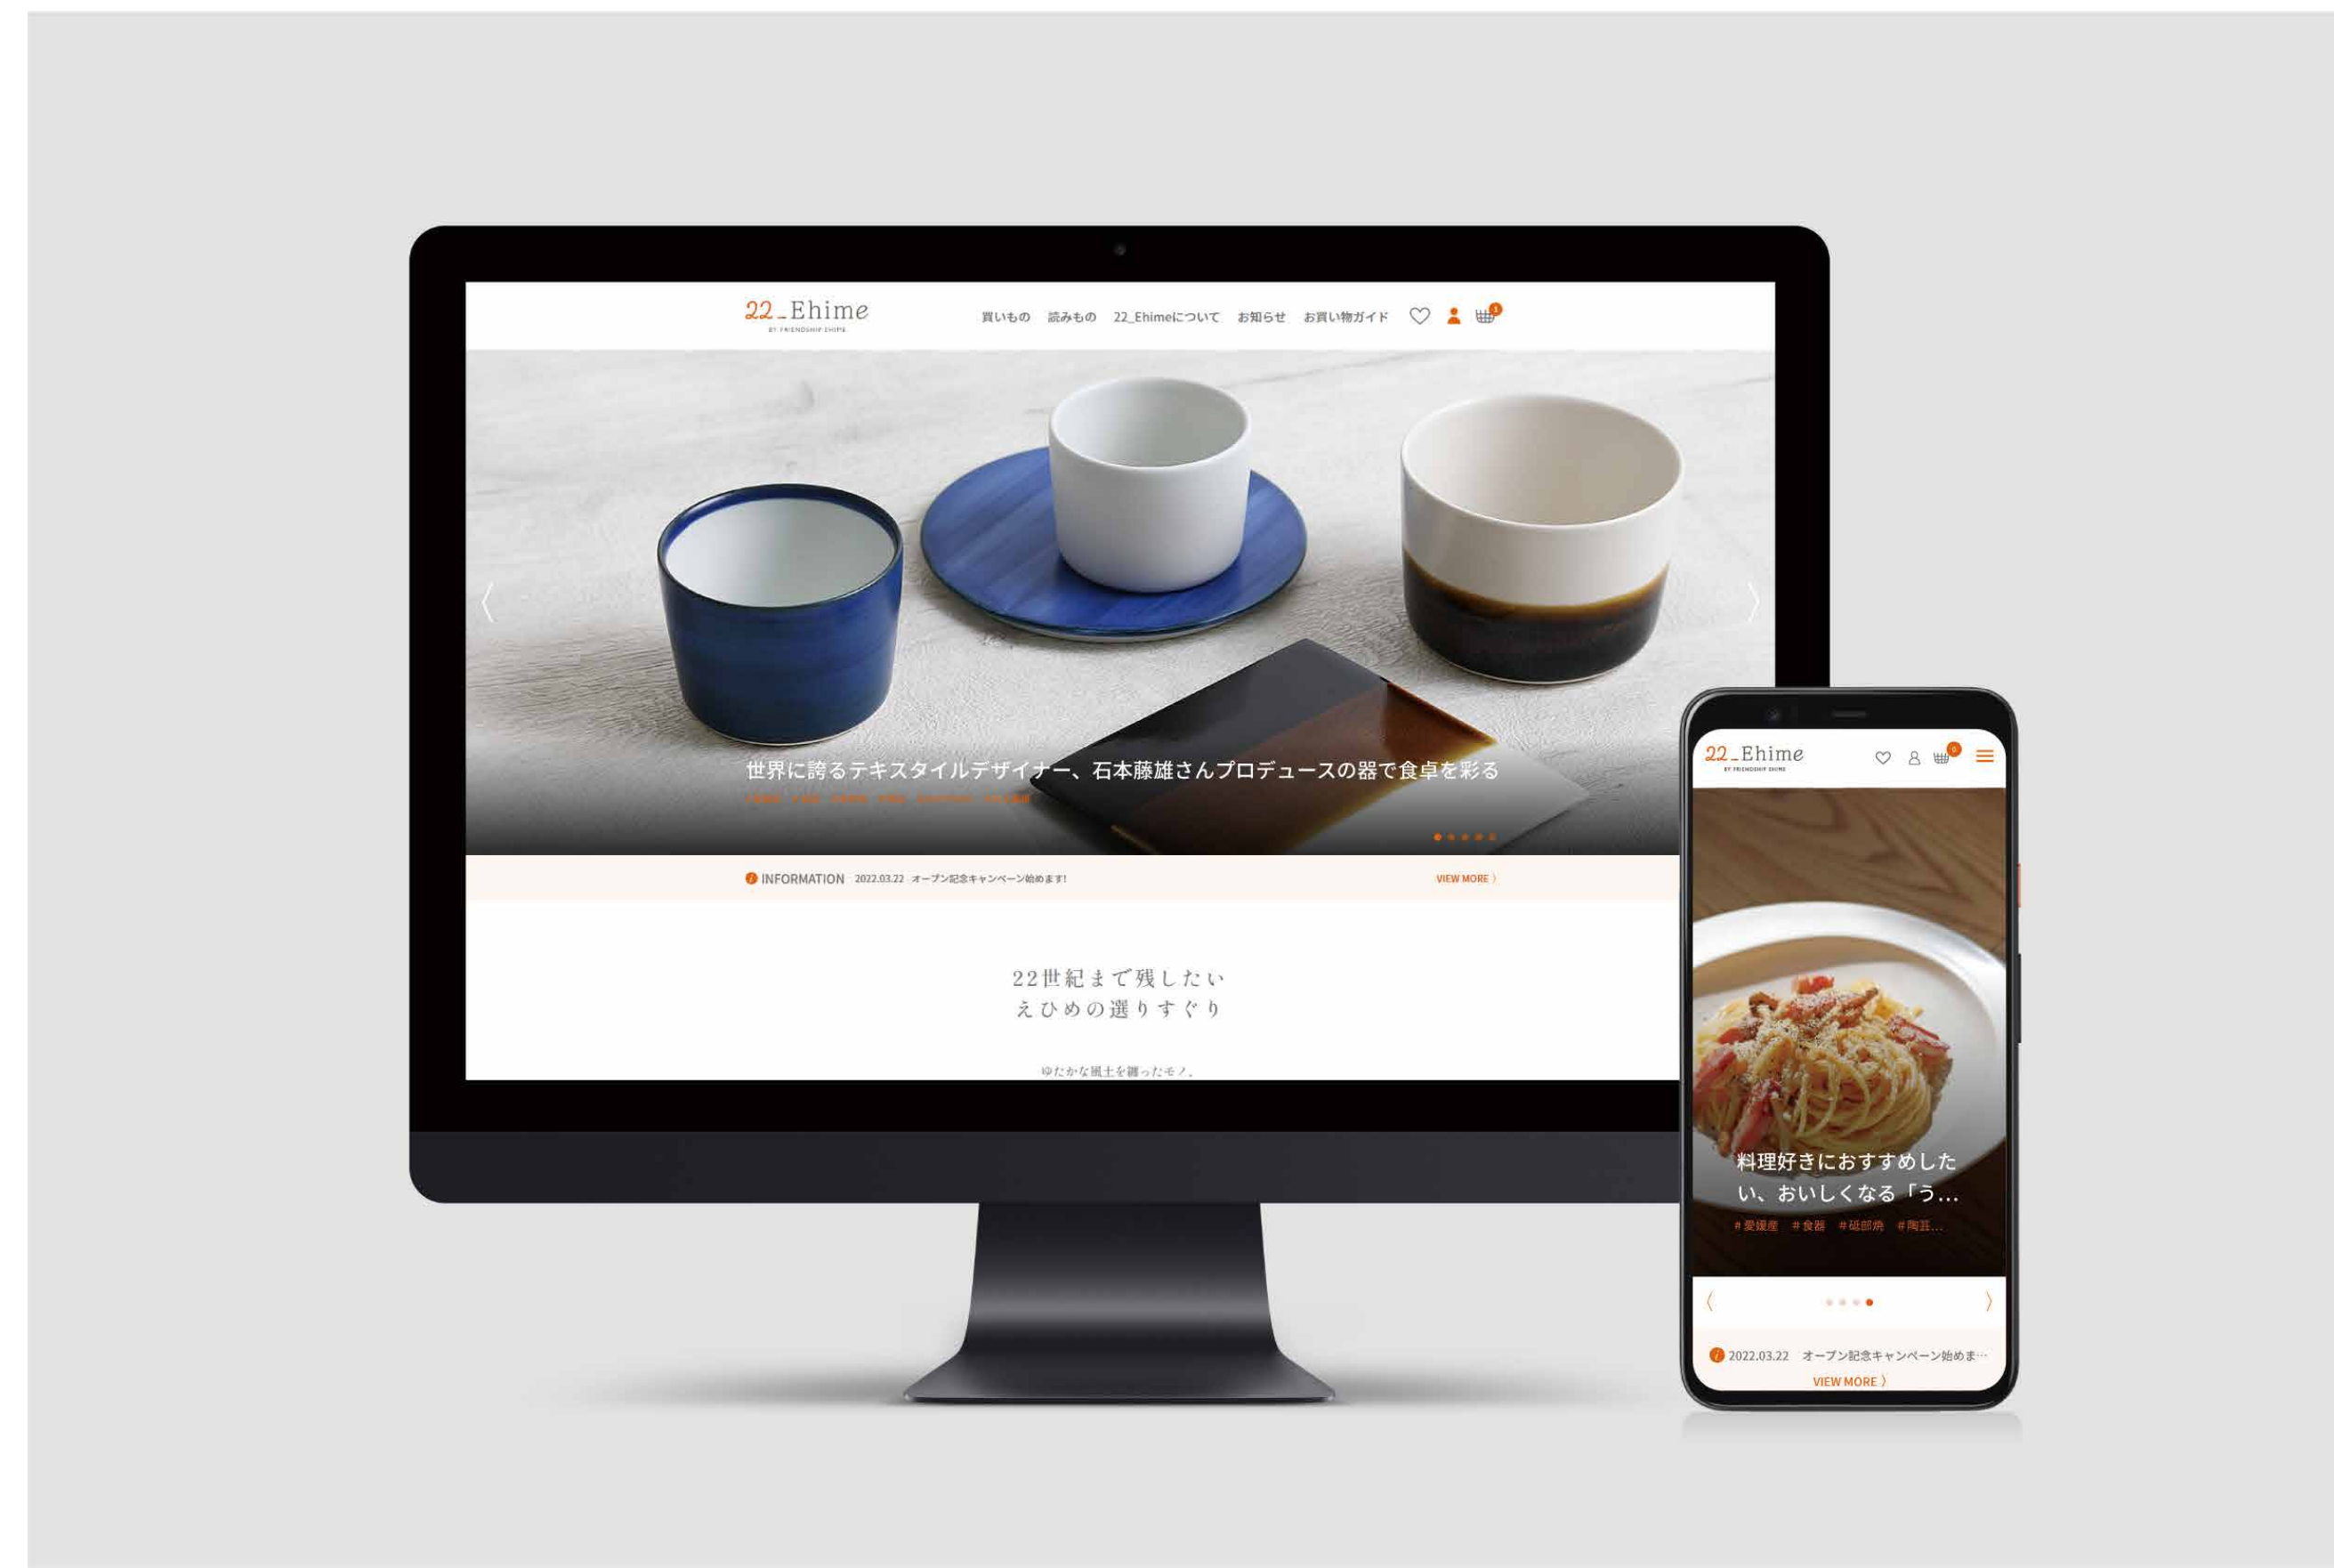 22_Ehime
BY FRIENDSHIP EHIME
買いもの 読みもの 22_Ehimeについて お知らせ お買い物ガイド
世界に誇るテキスタイルデザイナー、石本藤雄さんプロデュースの器で食卓を彩る
INFORMATION 2022.03.22 オープン記念キャンペーン始めます! VIEW MORE 〉
22世紀まで残したい
えひめの選りすぐり
ゆたかな風土を纏ったモノ。
22_Ehime
BY FRIENDSHIP EHIME
0
料理好きにおすすめした
い、おいしくなる「う...
#愛媛産 #食器 #砥部焼 #陶芸...
2022.03.22 オープン記念キャンペーン始めま…
VIEW MORE 〉